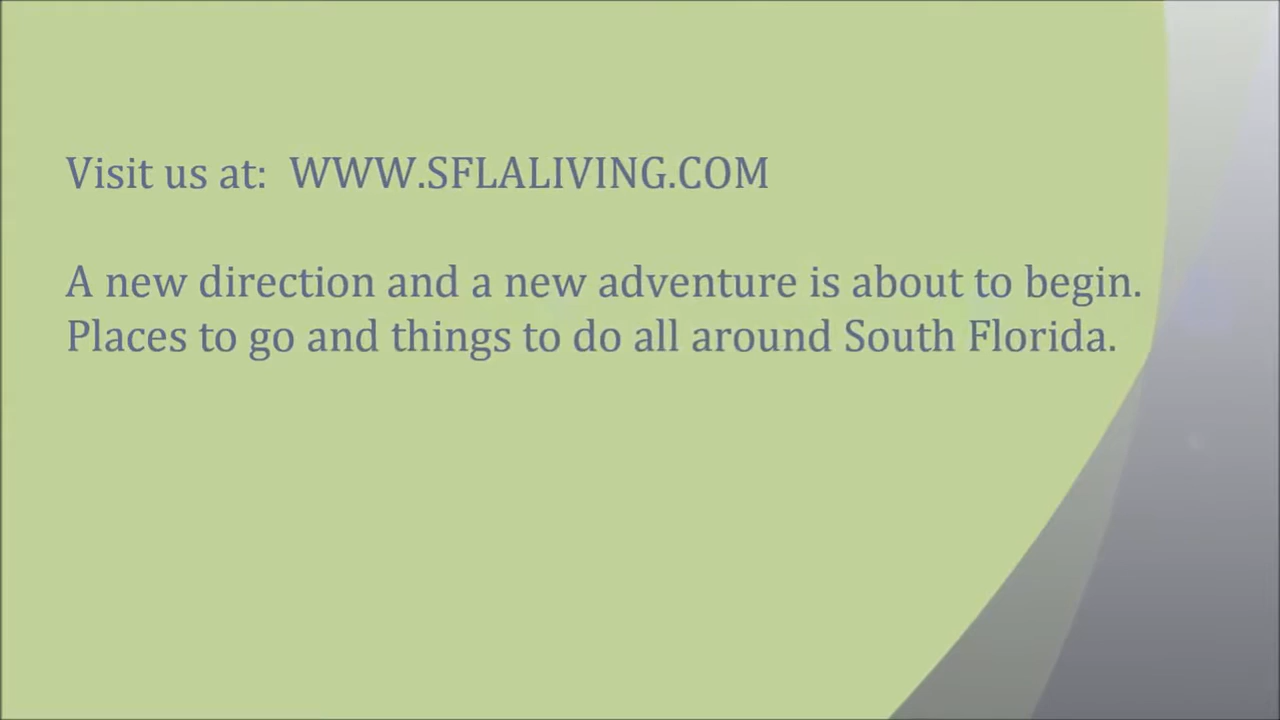 Visit us at:  WWW.SFLALIVING.COM
A new direction and a new adventure is about to begin.
Places to go and things to do all around South Florida.